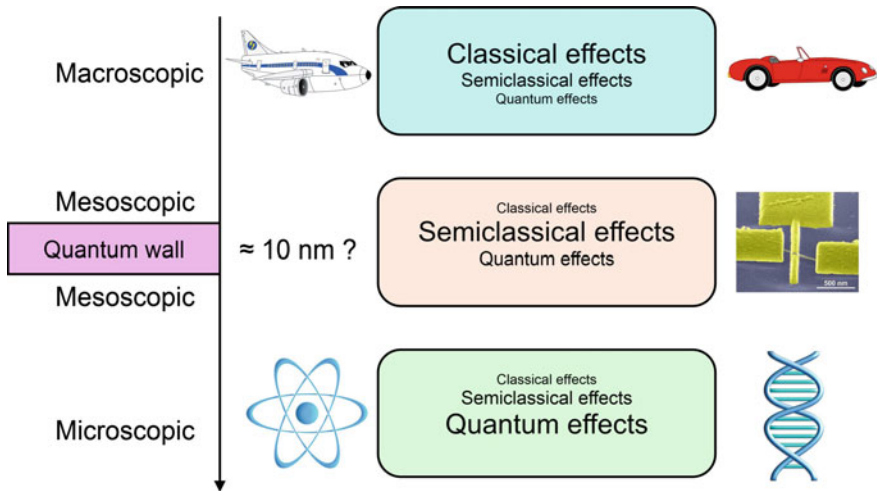 Macroscopic
Classical effects
Semiclassical effects
Quantum effects
Mesoscopic
Quantum wall
Mesoscopic
≈ 10 nm ?
Classical effects
Semiclassical effects
Quantum effects
500 nm
Microscopic
Classical effects
Semiclassical effects
Quantum effects